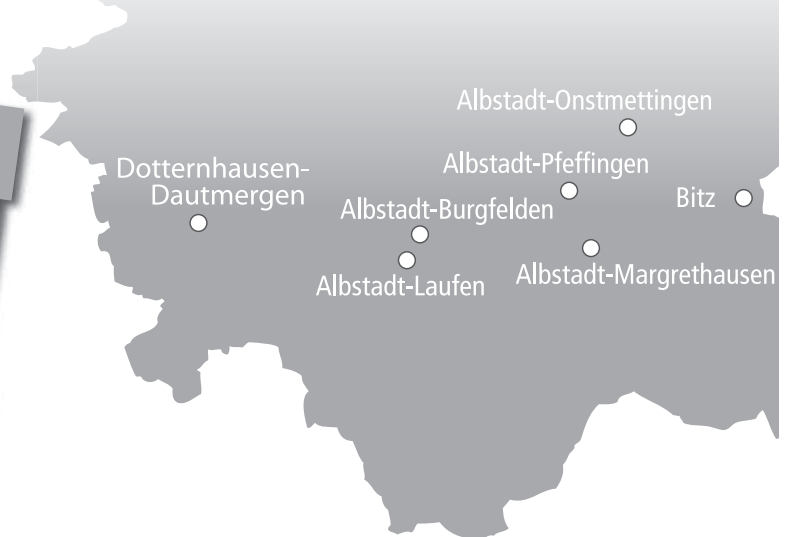 Albstadt-Onstmettingen
Albstadt-Pfeffingen
Dotternhausen-
Dautmergen
Bitz
Albstadt-Burgfelden
Albstadt-Margrethausen
Albstadt-Laufen